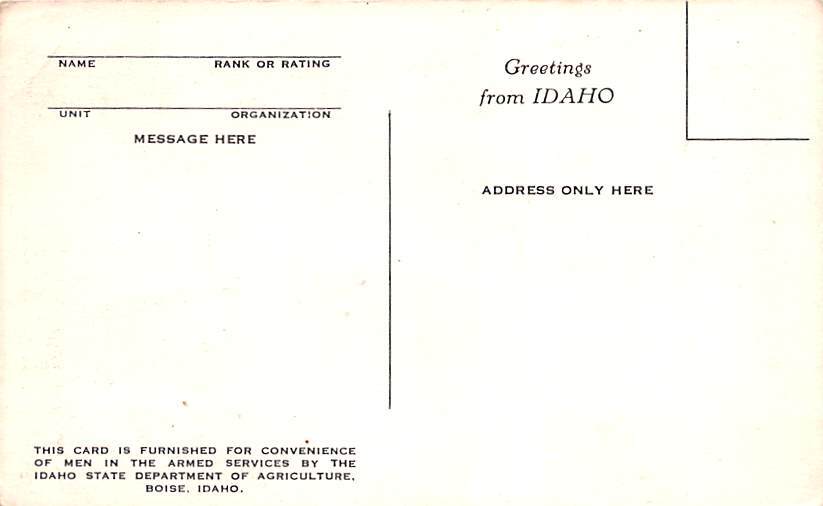 NAME RANK OR RATING
UNIT ORGANIZATION
MESSAGE HERE
THIS CARD IS FURNISHED FOR CONVENIENCE
OF MEN IN THE ARMED SERVICES BY THE
IDAHO STATE DEPARTMENT OF AGRICULTURE,
BOISE, IDAHO.
Greetings
from IDAHO
ADDRESS ONLY HERE